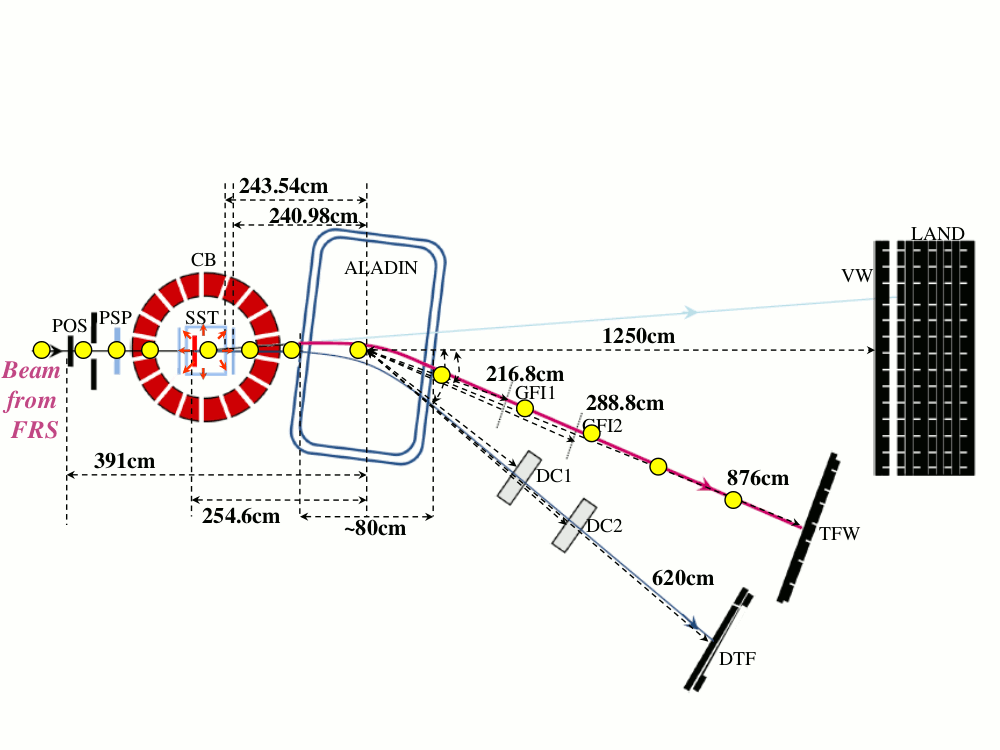 243.54cm
240.98cm
LAND
CB
ALADIN
VW
POS
PSP
SST
1250cm
Beam
from
FRS
216.8cm
GFI1
288.8cm
GFI2
391cm
DC1
876cm
254.6cm
~80cm
DC2
TFW
620cm
DTF